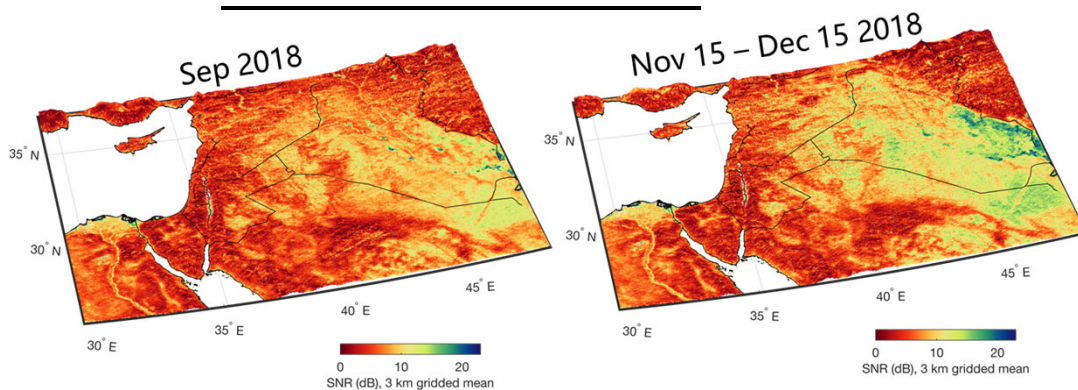 Sep 2018
35° N
30° N
30° E
35° E
40° E
45° E
0 10 20
SNR (dB), 3 km gridded mean
Nov 15 – Dec 15 2018
35° N
30° N
30° E
35° E
40° E
45° E
0 10 20
SNR (dB), 3 km gridded mean